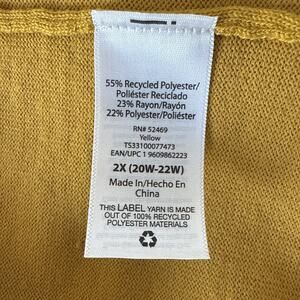 55% Recycled Polyester/
Poliéster Reciclado
23% Rayon/Rayón
22% Polyester/Poliéster
RN# 52469
Yellow
TS33100077473
EAN/UPC 1 9609862223
2X (20W-22W)
Made In/Hecho En
China
THIS LABEL YARN IS MADE
OUT OF 100% RECYCLED
POLYESTER MATERIALS